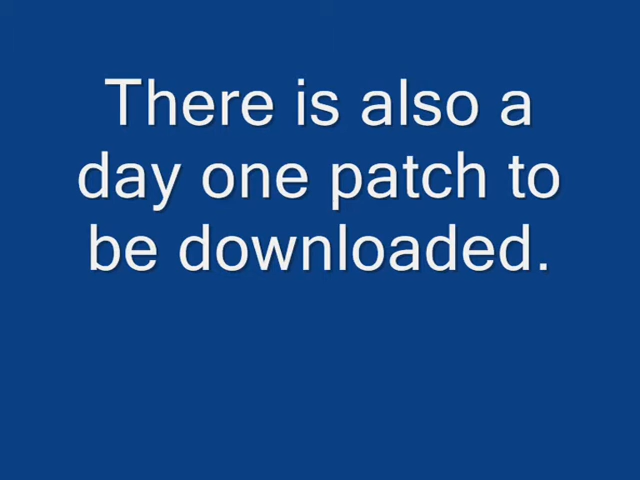 There is also a
day one patch to
be downloaded.